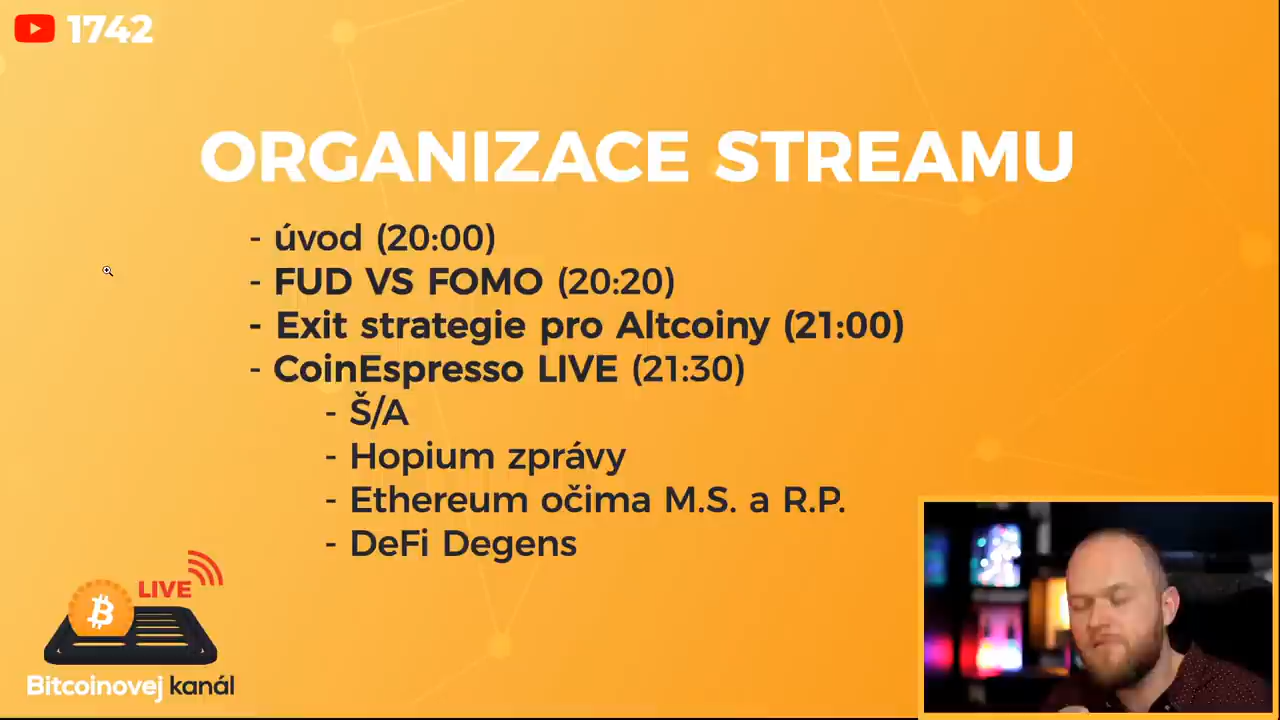 1742
ORGANIZACE STREAMU
- úvod (20:00)
- FUD VS FOMO (20:20)
- Exit strategie pro Altcoiny (21:00)
- CoinEspresso LIVE (21:30)
- Š/A
- Hopium zprávy
- Ethereum očima M.S. a R.P.
- DeFi Degens
LIVE
Bitcoinovej kanál